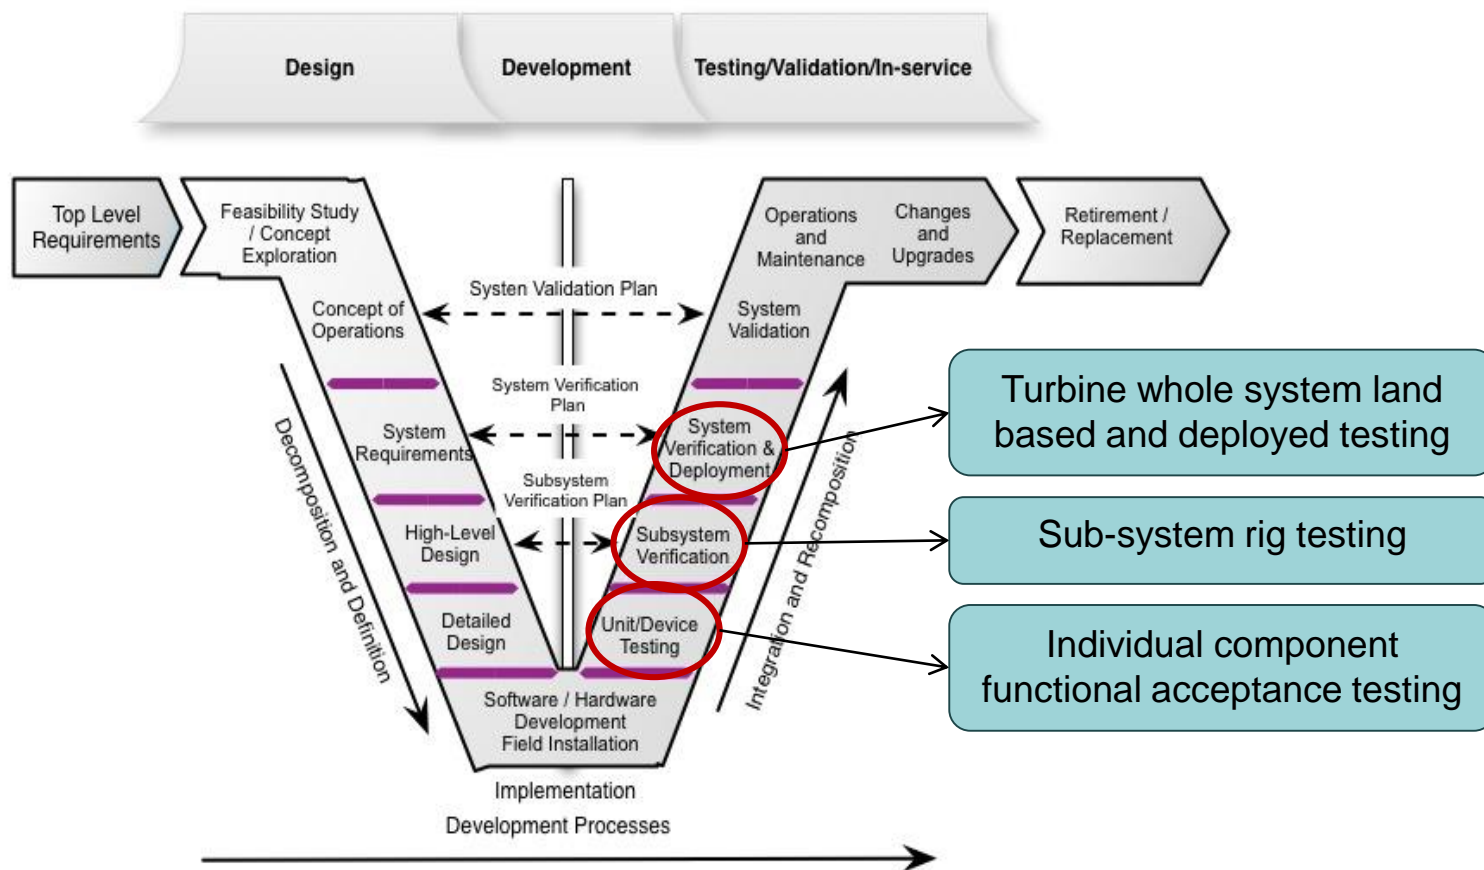 Design
Development
Testing/Validation/In-service
Top Level
Requirements
Feasibility Study
/ Concept
Exploration
Operations
and
Maintenance
Changes
and
Upgrades
Retirement /
Replacement
Concept of
Operations
Systen Validation Plan
System
Validation
System
Requirements
System Verification
Plan
System
Verification &
Deployment
Turbine whole system land
based and deployed testing
High-Level
Design
Subsystem
Verification Plan
Subsystem
Verification
Sub-system rig testing
Detailed
Design
Unit/Device
Testing
Individual component
functional acceptance testing
Decomposition and Definition
Integration and Recomposition
Software / Hardware
Development
Field Installation
Implementation
Development Processes